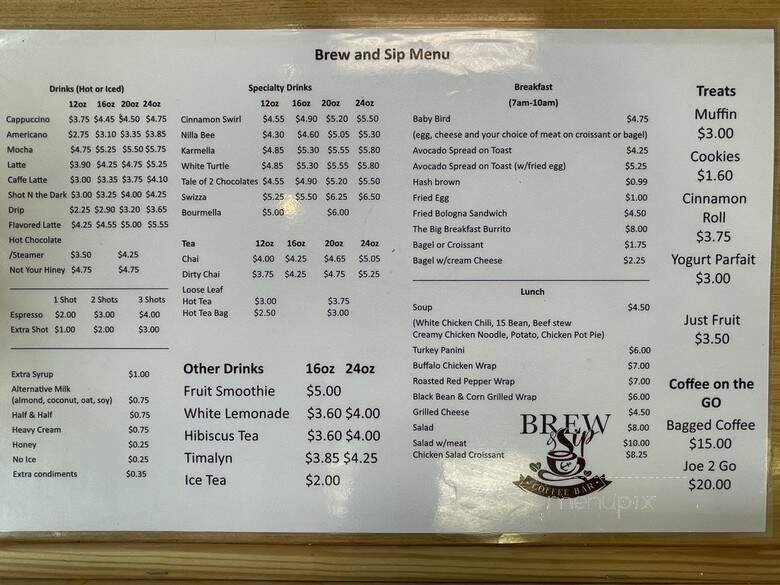 Brew and Sip Menu
Drinks (Hot or Iced)
12oz 16oz 20oz 24oz
Cappuccino $3.75 $4.45 $4.50 $4.75
Americano $2.75 $3.10 $3.35 $3.85
Mocha $4.75 $5.25 $5.50 $5.75
Latte $3.90 $4.25 $4.75 $5.25
Caffe Latte $3.00 $3.35 $3.75 $4.10
Shot N the Dark $3.00 $3.25 $4.00 $4.25
Drip $2.25 $2.90 $3.20 $3.65
Flavored Latte $4.25 $4.55 $5.00 $5.55
Hot Chocolate
/Steamer $3.50 $4.25
Not Your Hiney $4.75 $4.75
1 Shot 2 Shots 3 Shots
Espresso $2.00 $3.00 $4.00
Extra Shot $1.00 $2.00 $3.00
Extra Syrup $1.00
Alternative Milk
(almond, coconut, oat, soy) $0.75
Half & Half $0.75
Heavy Cream $0.75
Honey $0.25
No Ice $0.25
Extra condiments $0.35
Specialty Drinks
12oz 16oz 20oz 24oz
Cinnamon Swirl $4.55 $4.90 $5.20 $5.50
Nilla Bee $4.30 $4.60 $5.05 $5.30
Karmella $4.85 $5.30 $5.55 $5.80
White Turtle $4.85 $5.30 $5.55 $5.80
Tale of 2 Chocolates $4.55 $4.90 $5.20 $5.50
Swizza $5.25 $5.50 $6.25 $6.50
Bourmella $5.00 $6.00
Tea 12oz 16oz 20oz 24oz
Chai $4.00 $4.25 $4.65 $5.05
Dirty Chai $3.75 $4.25 $4.75 $5.25
Loose Leaf
Hot Tea $3.00 $3.75
Hot Tea Bag $2.50 $3.00
Other Drinks 16oz 24oz
Fruit Smoothie $5.00
White Lemonade $3.60 $4.00
Hibiscus Tea $3.60 $4.00
Timalyn $3.85 $4.25
Ice Tea $2.00
Breakfast
(7am-10am)
Baby Bird $4.75
(egg, cheese and your choice of meat on croissant or bagel)
Avocado Spread on Toast $4.25
Avocado Spread on Toast (w/fried egg) $5.25
Hash brown $0.99
Fried Egg $1.00
Fried Bologna Sandwich $4.50
The Big Breakfast Burrito $8.00
Bagel or Croissant $1.75
Bagel w/cream Cheese $2.25
Lunch
Soup $4.50
(White Chicken Chili, 15 Bean, Beef stew
Creamy Chicken Noodle, Potato, Chicken Pot Pie)
Turkey Panini $6.00
Buffalo Chicken Wrap $7.00
Roasted Red Pepper Wrap $7.00
Black Bean & Corn Grilled Wrap $6.00
Grilled Cheese $4.50
Salad $8.00
Salad w/meat $10.00
Chicken Salad Croissant $8.25
BREW
& Sip
COFFEE BAR
menupix
Treats
Muffin
$3.00
Cookies
$1.60
Cinnamon
Roll
$3.75
Yogurt Parfait
$3.00
Just Fruit
$3.50
Coffee on the
GO
Bagged Coffee
$15.00
Joe 2 Go
$20.00